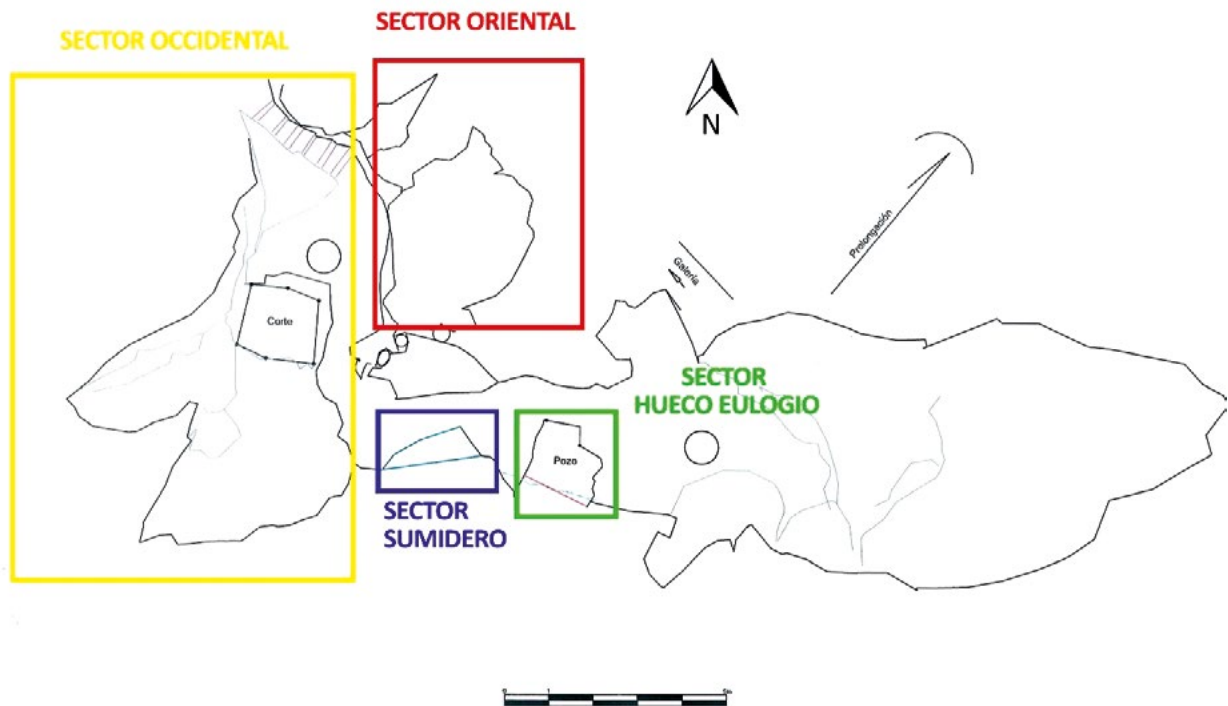 SECTOR ORIENTAL
SECTOR OCCIDENTAL
N
Prolongación
Galería
Corte
SECTOR
HUECO EULOGIO
Pozo
SECTOR
SUMIDERO